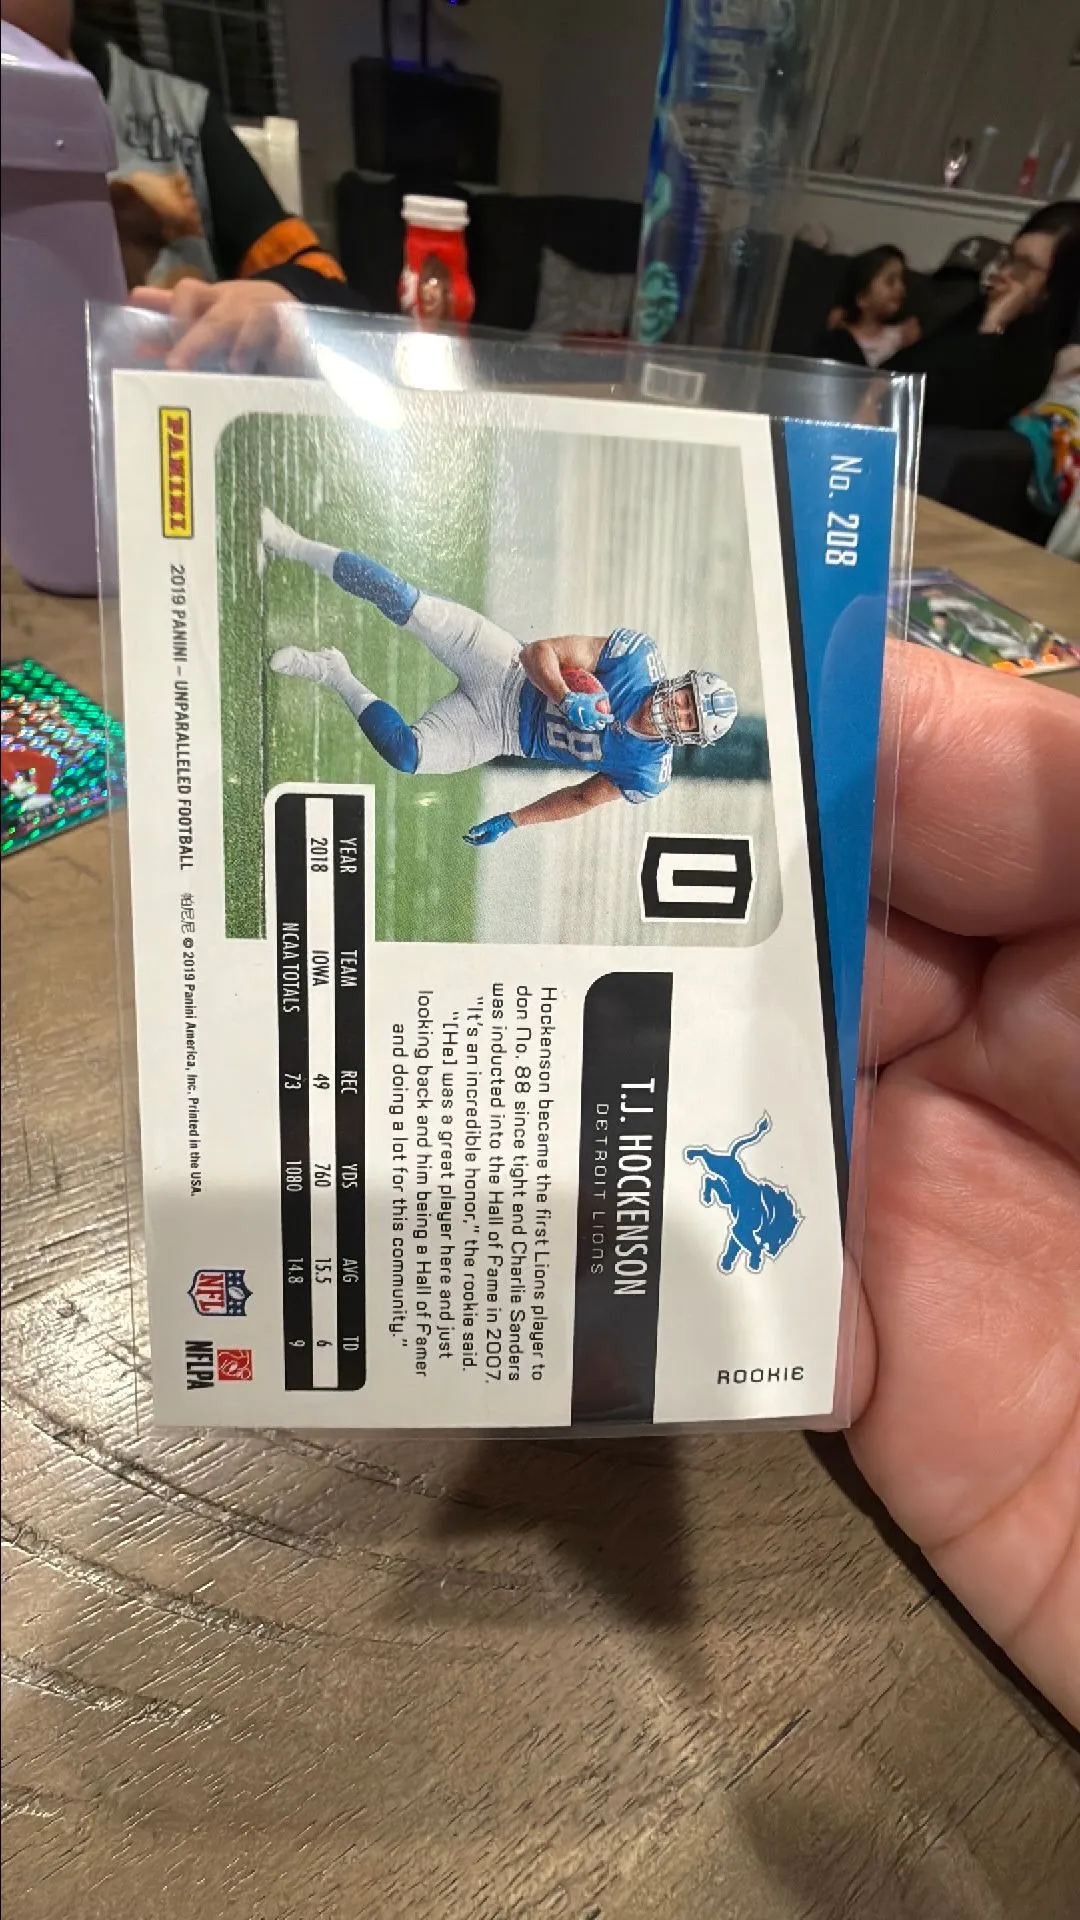 No. 208
ROOKIE
T.J. HOCKENSON
DETROIT LIONS
U
88
Hockenson became the first Lions player to
don No. 88 since tight end Charlie Sanders
was inducted into the Hall of Fame in 2007.
"It's an incredible honor," the rookie said.
"[He] was a great player here and just
looking back and him being a Hall of Famer
and doing a lot for this community."
YEAR TEAM REC YDS AVG TD
2018 IOWA 49 760 15.5 6
NCAA TOTALS 73 1080 14.8 9
PANINI
2019 PANINI – UNPARALLELED FOOTBALL 帕尼尼 © 2019 Panini America, Inc. Printed in the USA.
NFL
NFLPA